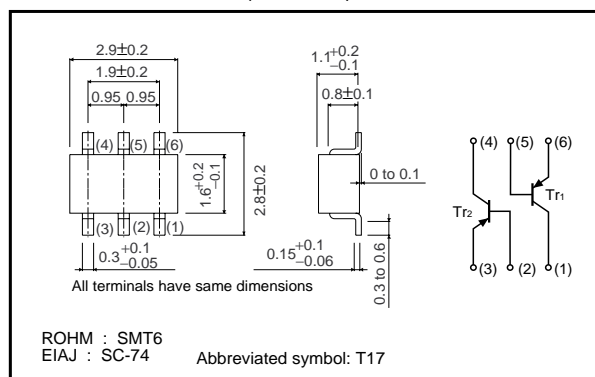 2.9±0.2
1.9±0.2
0.95 0.95
(4) (5) (6)
(3) (2) (1)
1.6+0.2−0.1
2.8±0.2
0.3+0.1−0.05
All terminals have same dimensions
1.1+0.2−0.1
0.8±0.1
0 to 0.1
0.15+0.1−0.06
0.3 to 0.6
(4) (5) (6)
Tr1
Tr2
(3) (2) (1)
ROHM : SMT6
EIAJ : SC-74
Abbreviated symbol: T17